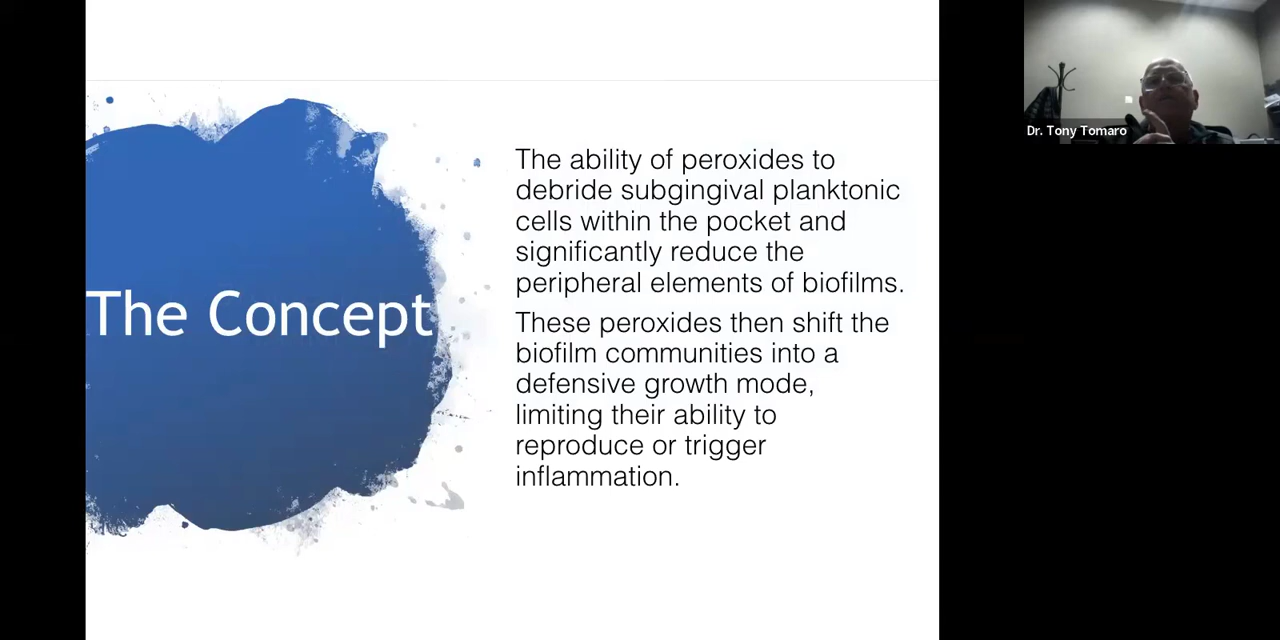 The Concept
The ability of peroxides to
debride subgingival planktonic
cells within the pocket and
significantly reduce the
peripheral elements of biofilms.
These peroxides then shift the
biofilm communities into a
defensive growth mode,
limiting their ability to
reproduce or trigger
inflammation.
Dr. Tony Tomaro